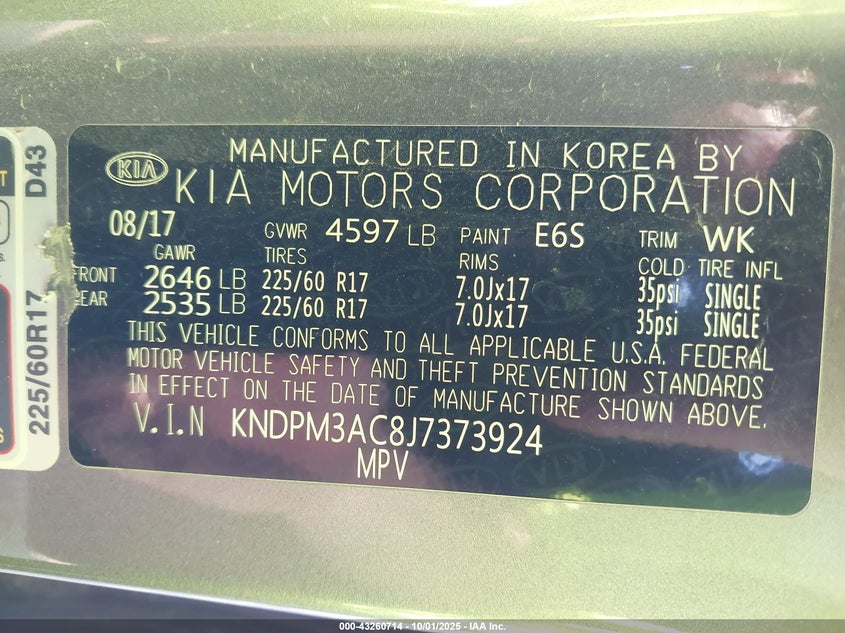 KIA
MANUFACTURED IN KOREA BY
KIA MOTORS CORPORATION
08/17 GVWR 4597 LB PAINT E6S TRIM WK
GAWR TIRES RIMS COLD TIRE INFL
FRONT 2646 LB 225/60 R17 7.0Jx17 35psi SINGLE
EAR 2535 LB 225/60 R17 7.0Jx17 35psi SINGLE
THIS VEHICLE CONFORMS TO ALL APPLICABLE U.S.A. FEDERAL
MOTOR VEHICLE SAFETY AND THEFT PREVENTION STANDARDS
IN EFFECT ON THE DATE OF MANUFACTURE SHOWN ABOVE.
V.I.N KNDPM3AC8J7373924
MPV
225/60R17 D43
000-43260714 - 10/01/2025 - IAA Inc.